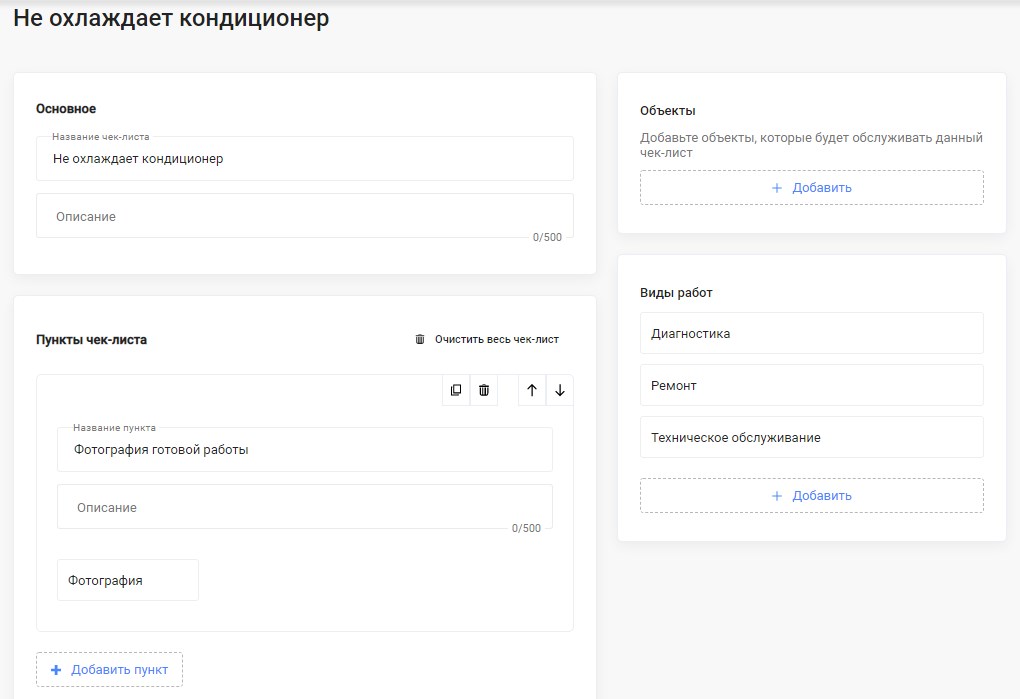 Не охлаждает кондиционер
Основное
Название чек-листа
Не охлаждает кондиционер
Описание
0/500
Пункты чек-листа
Очистить весь чек-лист
Название пункта
Фотография готовой работы
Описание
0/500
Фотография
Добавить пункт
Объекты
Добавьте объекты, которые будет обслуживать данный
чек-лист
Добавить
Виды работ
Диагностика
Ремонт
Техническое обслуживание
Добавить